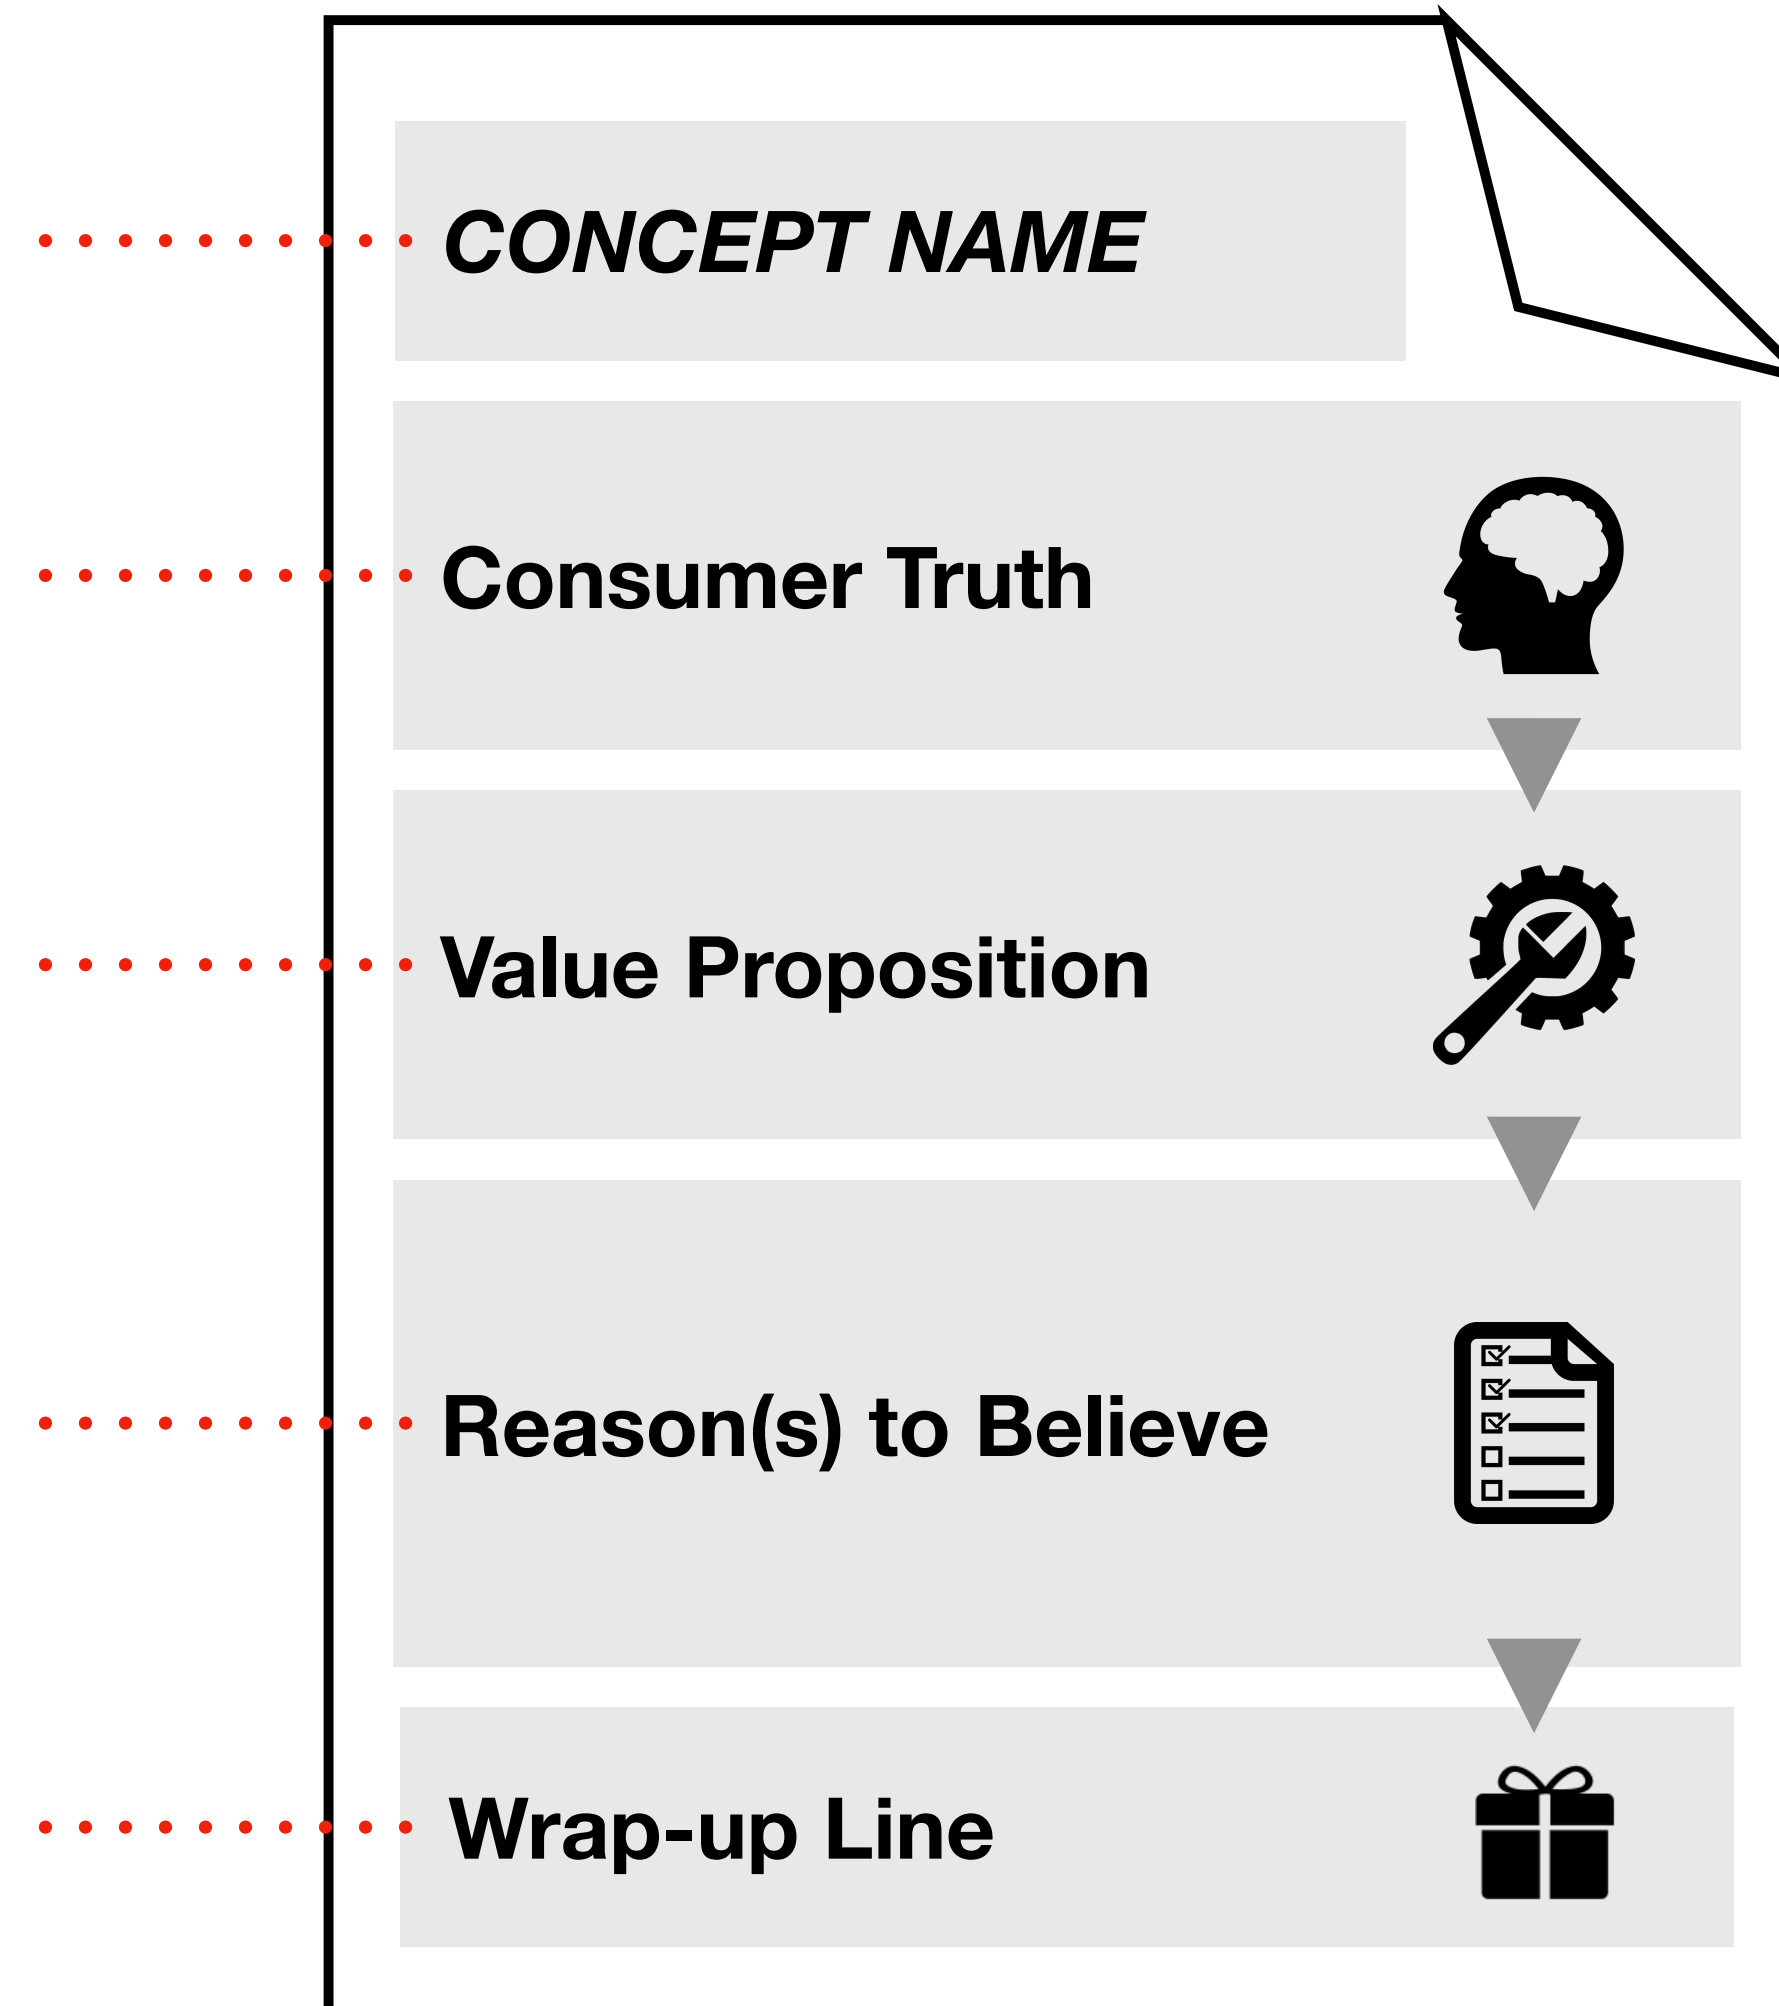 CONCEPT NAME
Consumer Truth
Value Proposition
Reason(s) to Believe
Wrap-up Line